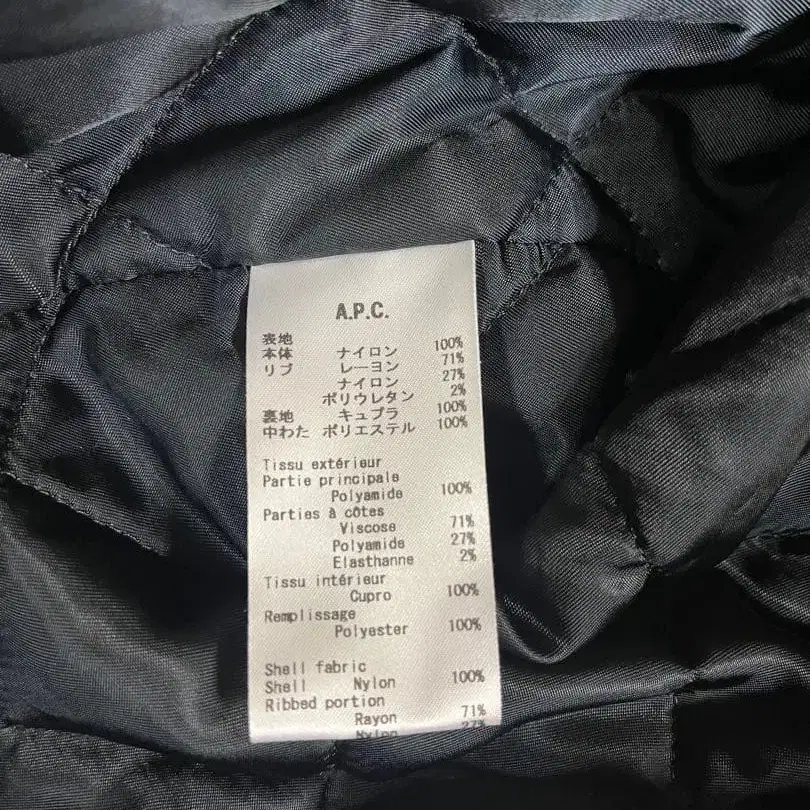 A.P.C.
表地
本体 ナイロン 100%
リブ レーヨン 71%
ナイロン 27%
ポリウレタン 2%
裏地 キュプラ 100%
中わた ポリエステル 100%
Tissu extérieur
Partie principale
Polyamide 100%
Parties à côtes
Viscose 71%
Polyamide 27%
Elasthanne 2%
Tissu intérieur
Cupro 100%
Remplissage
Polyester 100%
Shell fabric
Shell Nylon 100%
Ribbed portion
Rayon 71%
Nylon 27%